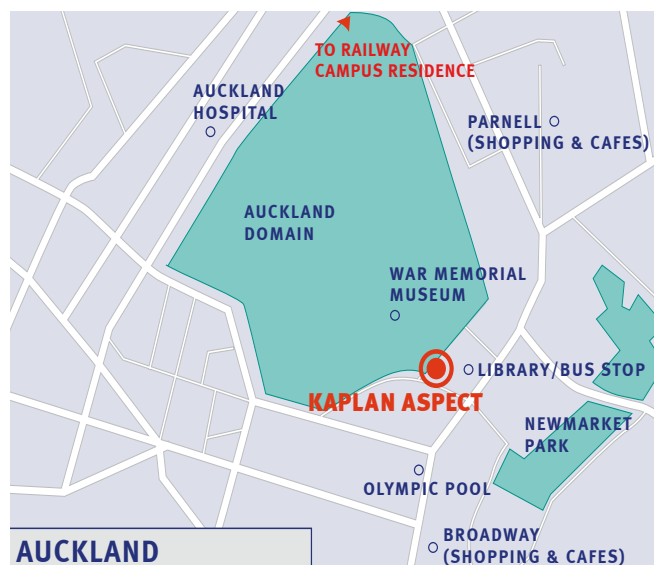 TO RAILWAY
CAMPUS RESIDENCE
AUCKLAND
HOSPITAL
PARNELL
(SHOPPING & CAFES)
AUCKLAND
DOMAIN
WAR MEMORIAL
MUSEUM
LIBRARY/BUS STOP
KAPLAN ASPECT
NEWMARKET
PARK
OLYMPIC POOL
BROADWAY
(SHOPPING & CAFES)
AUCKLAND